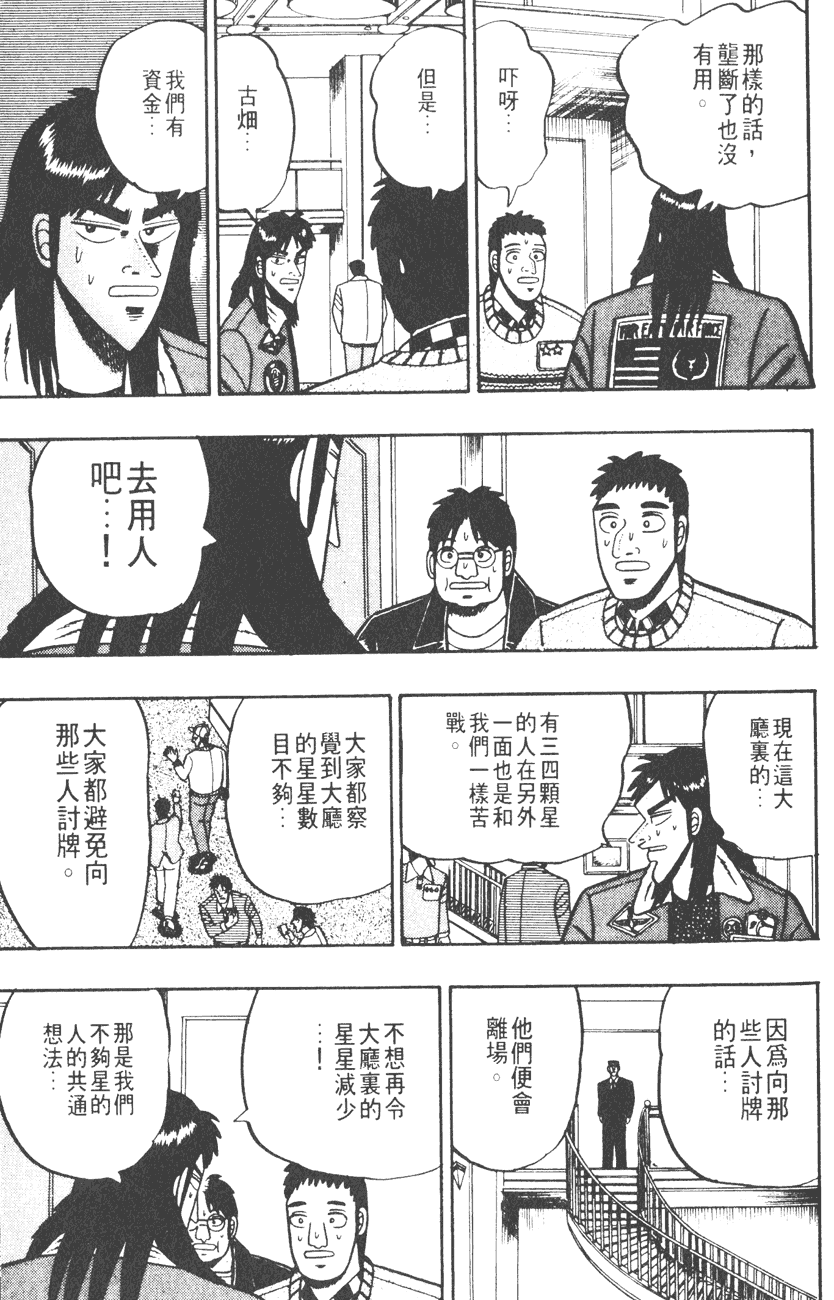 那樣的話，
壟斷了也沒
有用。
吓呀…
FAR EAST AIR FORCE
但是…
古畑…
我們有
資金…
去用人
吧…！
現在這大
廳裏的…
有三四顆星
的人在另外
一面也是和
我們一樣苦
戰。
大家都察
覺到大廳
的星星數
目不夠…
大家都避免向
那些人討牌。
因爲向那
些人討牌
的話…
他們便會
離場。
不想再令
大廳裏的
星星減少
…！
那是我們
不夠星的
人的共通
想法…